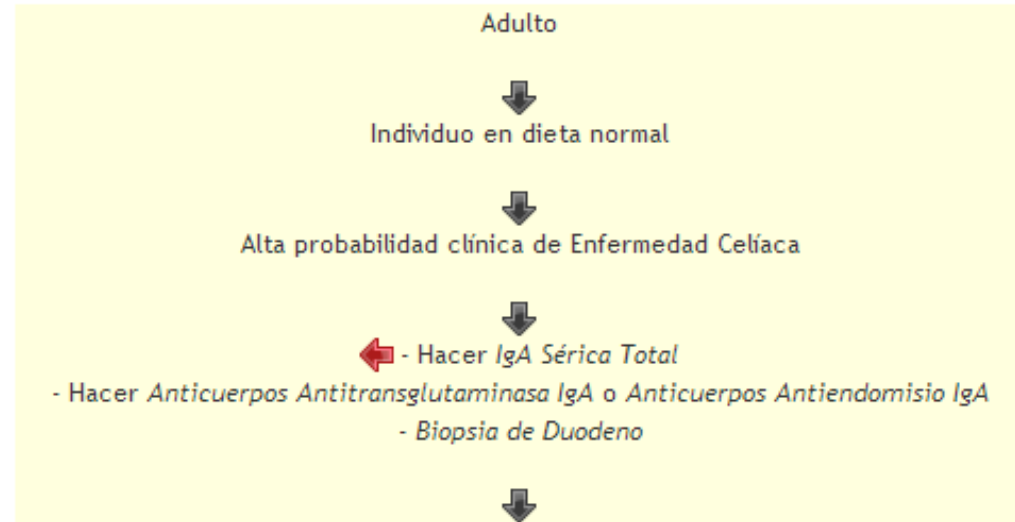 Adulto
Individuo en dieta normal
Alta probabilidad clínica de Enfermedad Celíaca
- Hacer IgA Sérica Total
- Hacer Anticuerpos Antitransglutaminasa IgA o Anticuerpos Antiendomisio IgA
- Biopsia de Duodeno